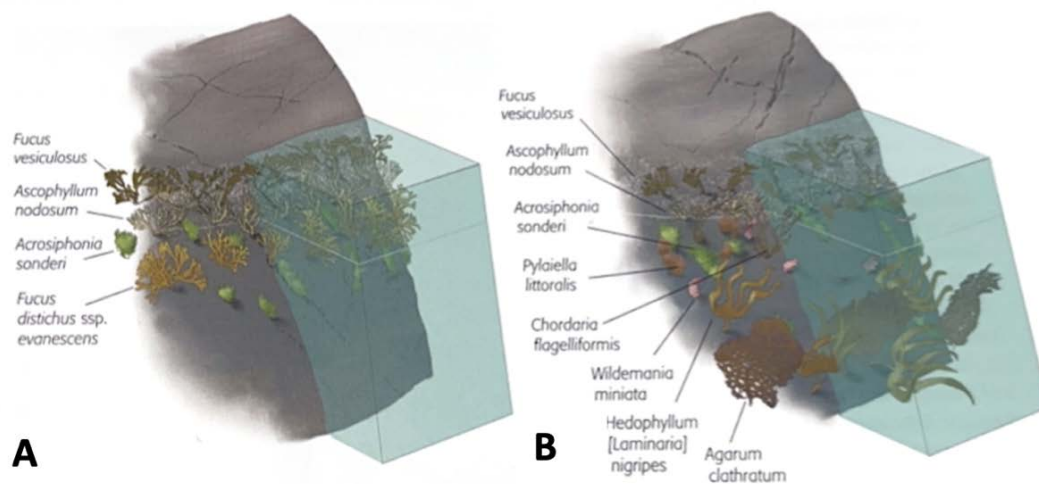 Fucus
vesiculosus
Ascophyllum
nodosum
Acrosiphonia
sonderi
Fucus
distichus ssp.
evanescens
A
Fucus
vesiculosus
Ascophyllum
nodosum
Acrosiphonia
sonderi
Pylaiella
littoralis
Chordaria
flagelliformis
Wildemania
miniata
Hedophyllum
[Laminaria]
nigripes
Agarum
clathratum
B